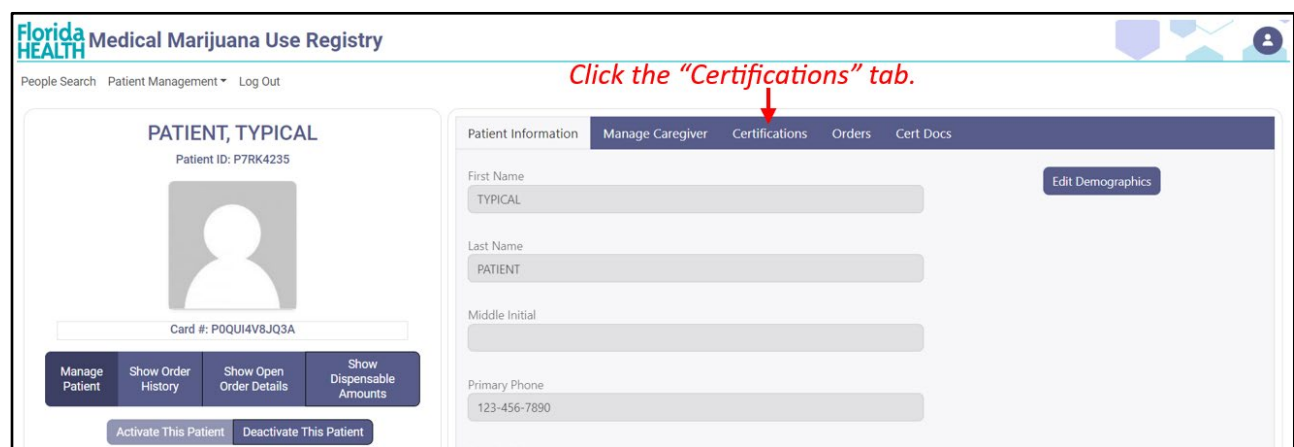 Florida HEALTH Medical Marijuana Use Registry
People Search Patient Management Log Out
Click the “Certifications” tab.
PATIENT, TYPICAL
Patient ID: P7RK4235
Card #: P0QUI4V8JQ3A
Manage Patient
Show Order History
Show Open Order Details
Show Dispensable Amounts
Activate This Patient Deactivate This Patient
Patient Information Manage Caregiver Certifications Orders Cert Docs
First Name
TYPICAL
Edit Demographics
Last Name
PATIENT
Middle Initial
Primary Phone
123-456-7890